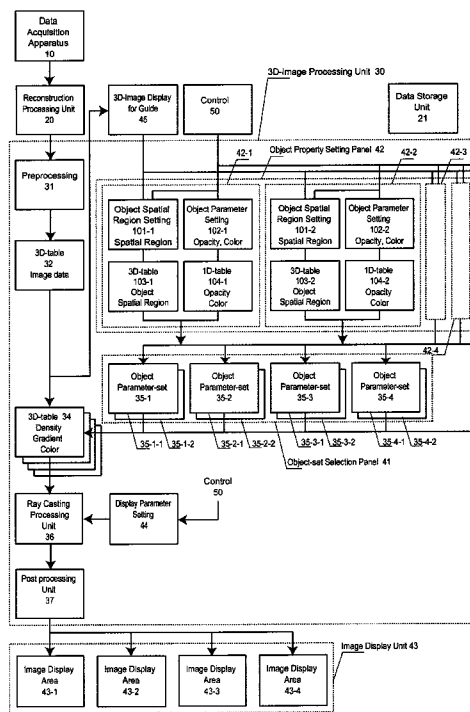 Data
Acquisition
Apparatus
10
Reconstruction
Processing Unit
20
3D-Image Display
for Guide
45
Control
50
3D-Image Processing Unit 30
Data Storage
Unit
21
Preprocessing
31
3D-table
32
Image data
42-1
Object Property Setting Panel 42
42-2
42-3
Object Spatial
Region Setting
101-1
Spatial Region
Object Parameter
Setting
102-1
Opacity, Color
Object Spatial
Region Setting
101-2
Spatial Region
Object Parameter
Setting
102-2
Opacity, Color
3D-table
103-1
Object
Spatial Region
1D-table
104-1
Opacity
Color
3D-table
103-2
Object
Spatial Region
1D-table
104-2
Opacity
Color
42-4
Object
Parameter-set
35-1
Object
Parameter-set
35-2
Object
Parameter-set
35-3
Object
Parameter-set
35-4
35-1-1
35-1-2
35-2-1
35-2-2
35-3-1
35-3-2
35-4-1
35-4-2
Object-set Selection Panel 41
3D-table 34
Density
Gradient
Color
Ray Casting
Processing
Unit
36
Display Parameter
Setting
44
Control
50
Post processing
Unit
37
Image Display Unit 43
Image Display
Area
43-1
Image Display
Area
43-2
Image Display
Area
43-3
Image Display
Area
43-4